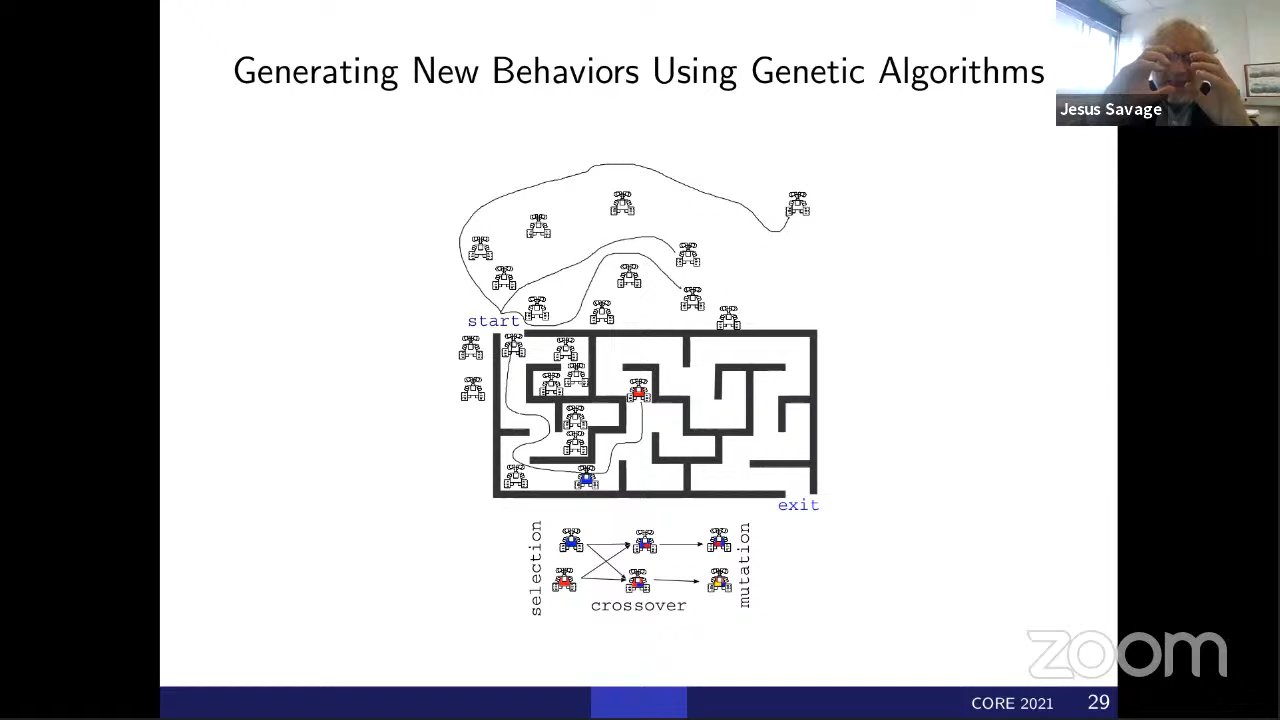 Generating New Behaviors Using Genetic Algorithms
Jesus Savage
start
exit
selection
crossover
mutation
zoom
CORE 2021
29